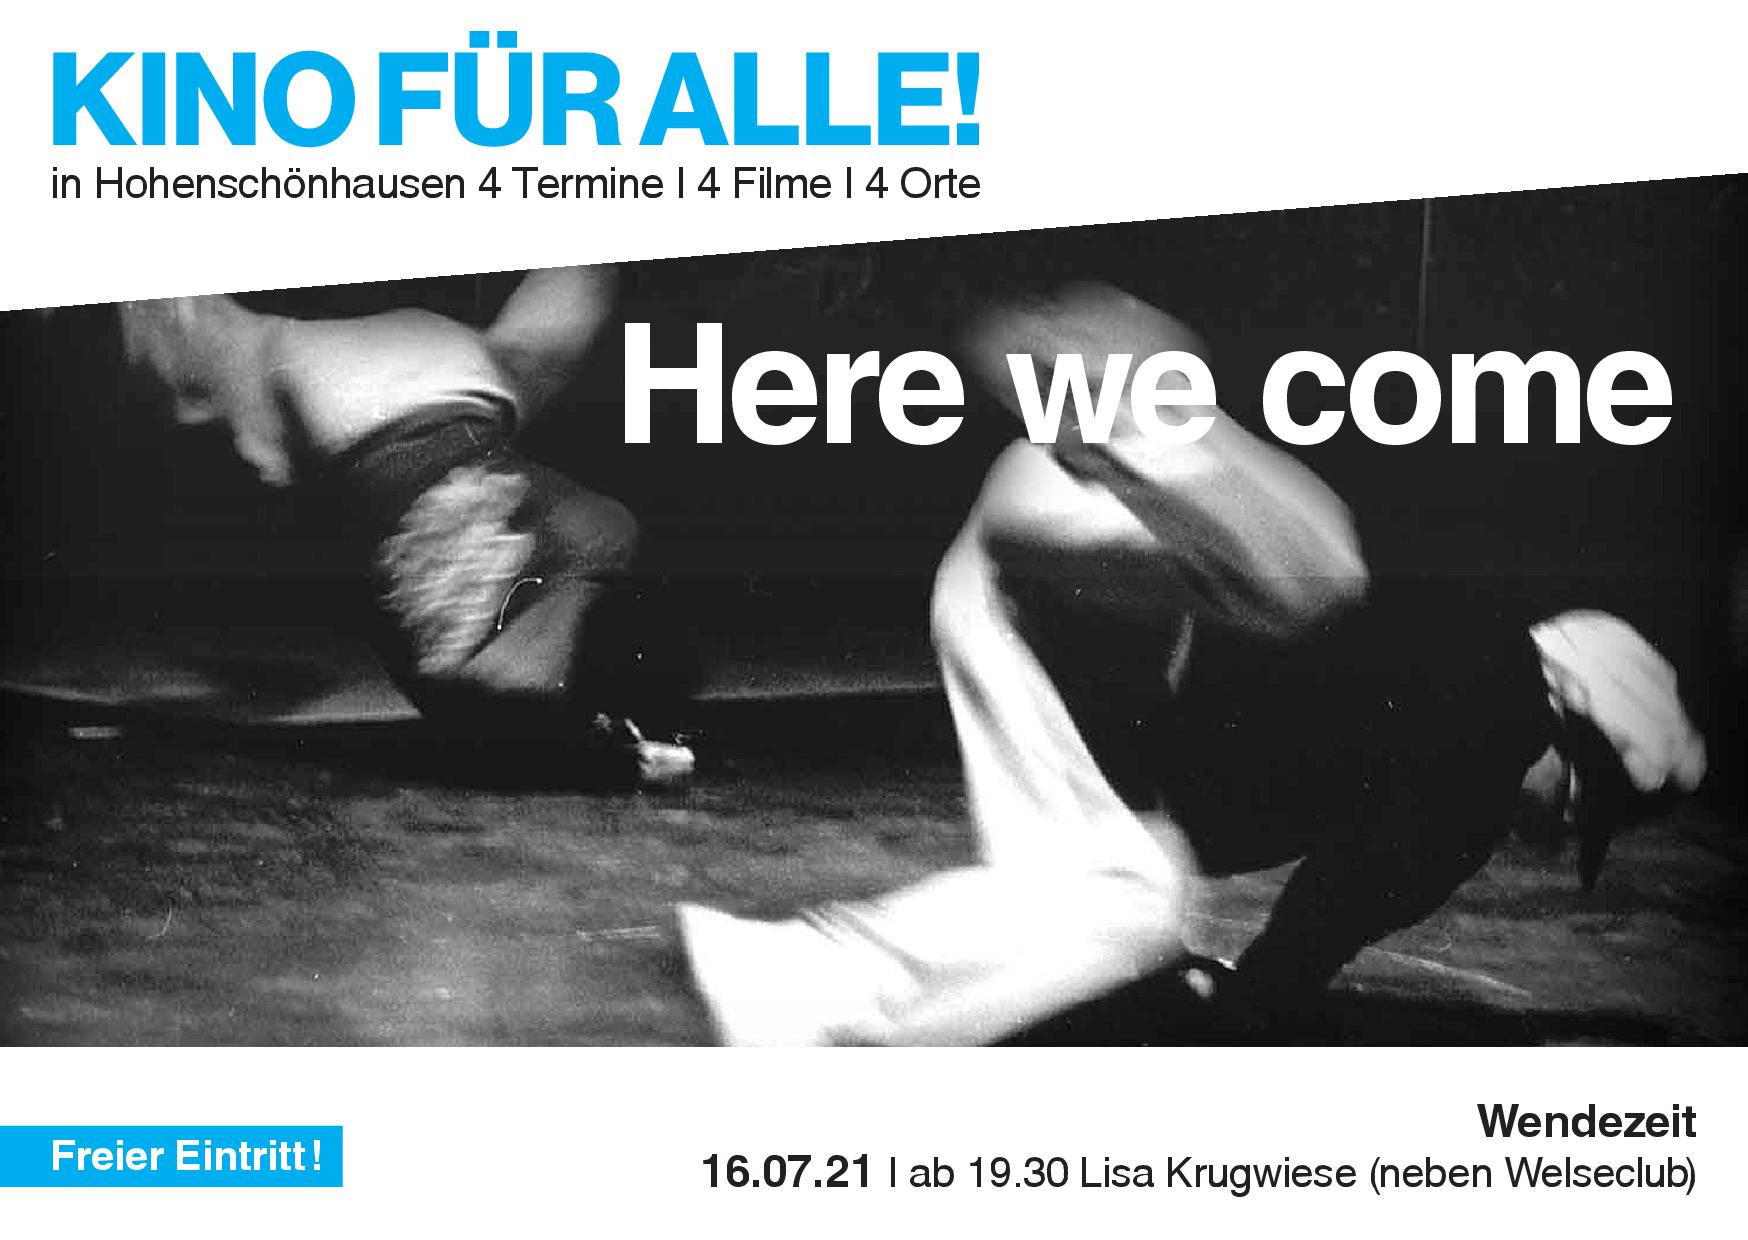 KINO FÜR ALLE!
in Hohenschönhausen 4 Termine I 4 Filme I 4 Orte
Here we come
Wendezeit
Freier Eintritt!
16.07.21 I ab 19.30 Lisa Krugwiese (neben Welseclub)